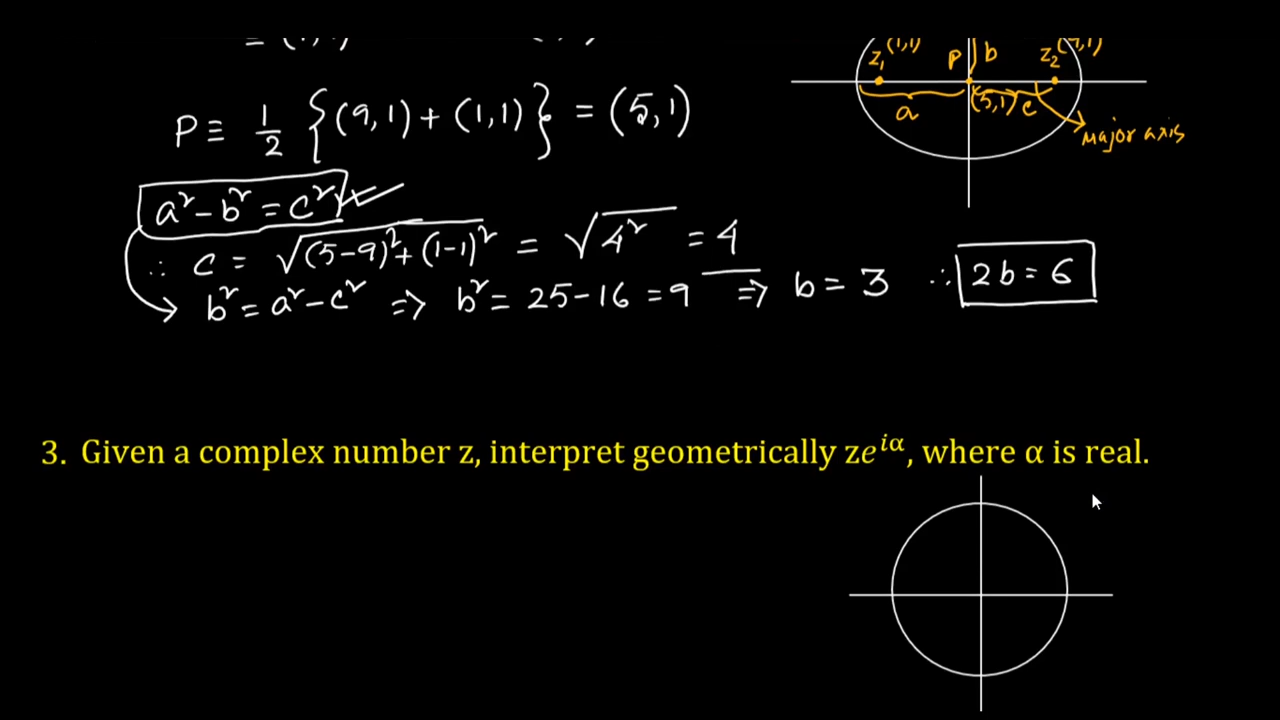 z₁ (1,1) P b z₂ (9,1)
a (5,1) c
Major axis
P ≡ 1/2 {(9,1) + (1,1)} = (5,1)
a² - b² = c²
∴ c = √(5-9)² + (1-1)² = √4² = 4
b² = a² - c² ⇒ b² = 25 - 16 = 9 ⇒ b = 3 ∴ 2b = 6
3. Given a complex number z, interpret geometrically ze^{iα}, where α is real.